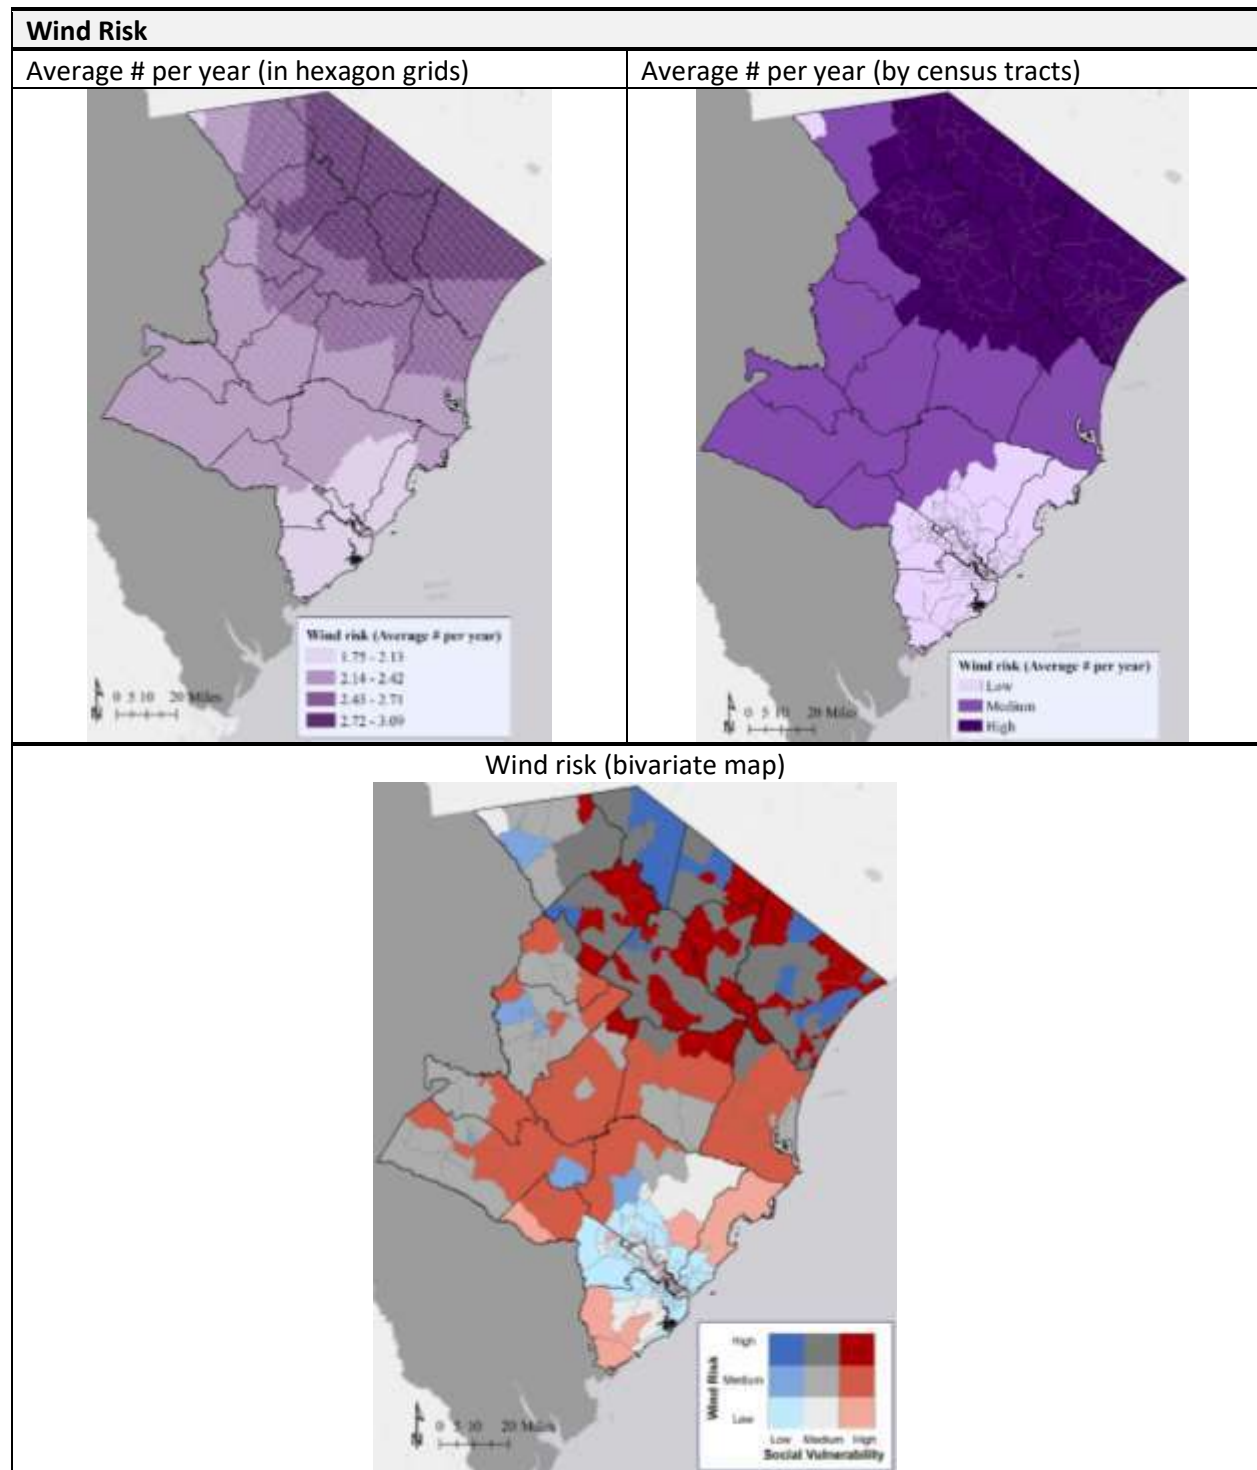 Wind Risk
Average # per year (in hexagon grids)
Average # per year (by census tracts)
Wind risk (Average # per year)
1.75 - 2.13
2.14 - 2.42
2.43 - 2.71
2.72 - 3.09
N
0 5 10 20 Miles
Wind risk (Average # per year)
Low
Medium
High
N
0 5 10 20 Miles
Wind risk (bivariate map)
High
Medium
Low
Wind Risk
Low Medium High
Social Vulnerability
N
0 5 10 20 Miles